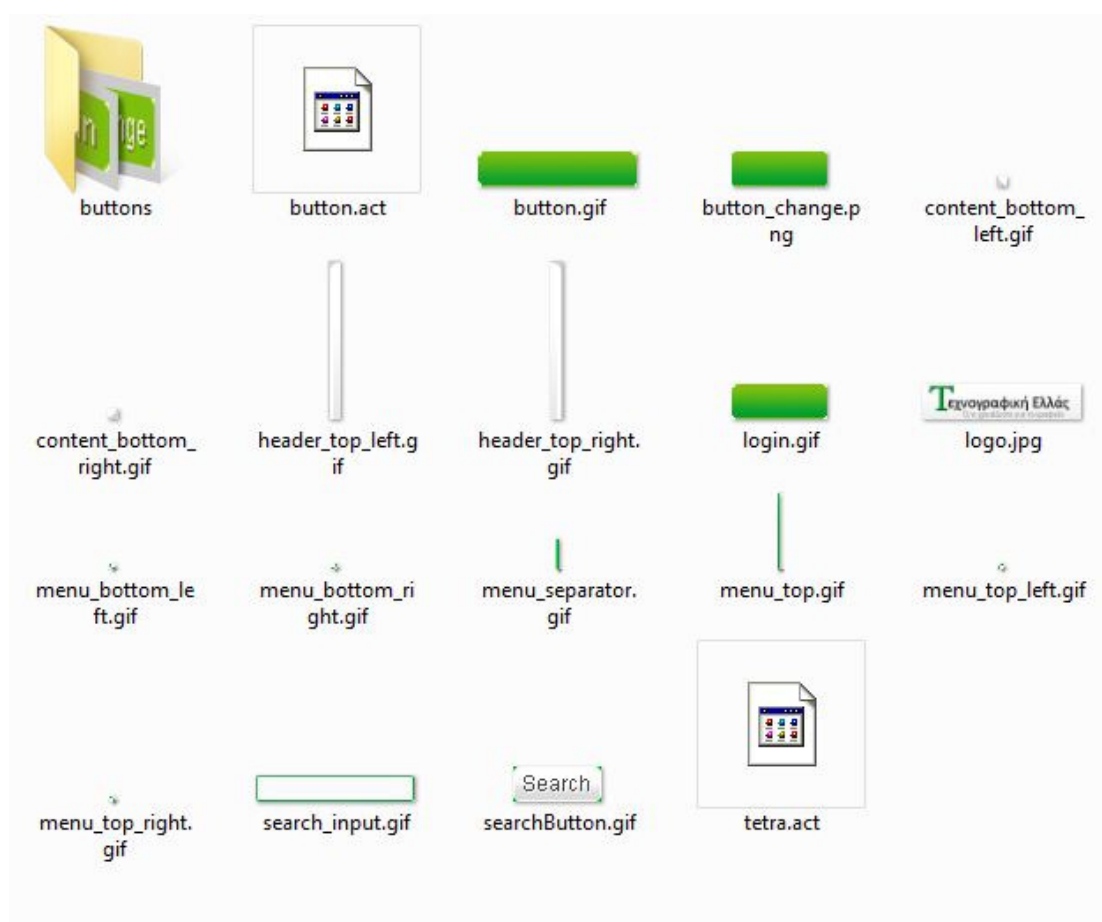 un
nge
buttons
button.act
button.gif
button_change.p
ng
content_bottom_
left.gif
content_bottom_
right.gif
header_top_left.g
if
header_top_right.
gif
login.gif
Τεχνογραφική Ελλάς
logo.jpg
menu_bottom_le
ft.gif
menu_bottom_ri
ght.gif
menu_separator.
gif
menu_top.gif
menu_top_left.gif
menu_top_right.
gif
search_input.gif
Search
searchButton.gif
tetra.act